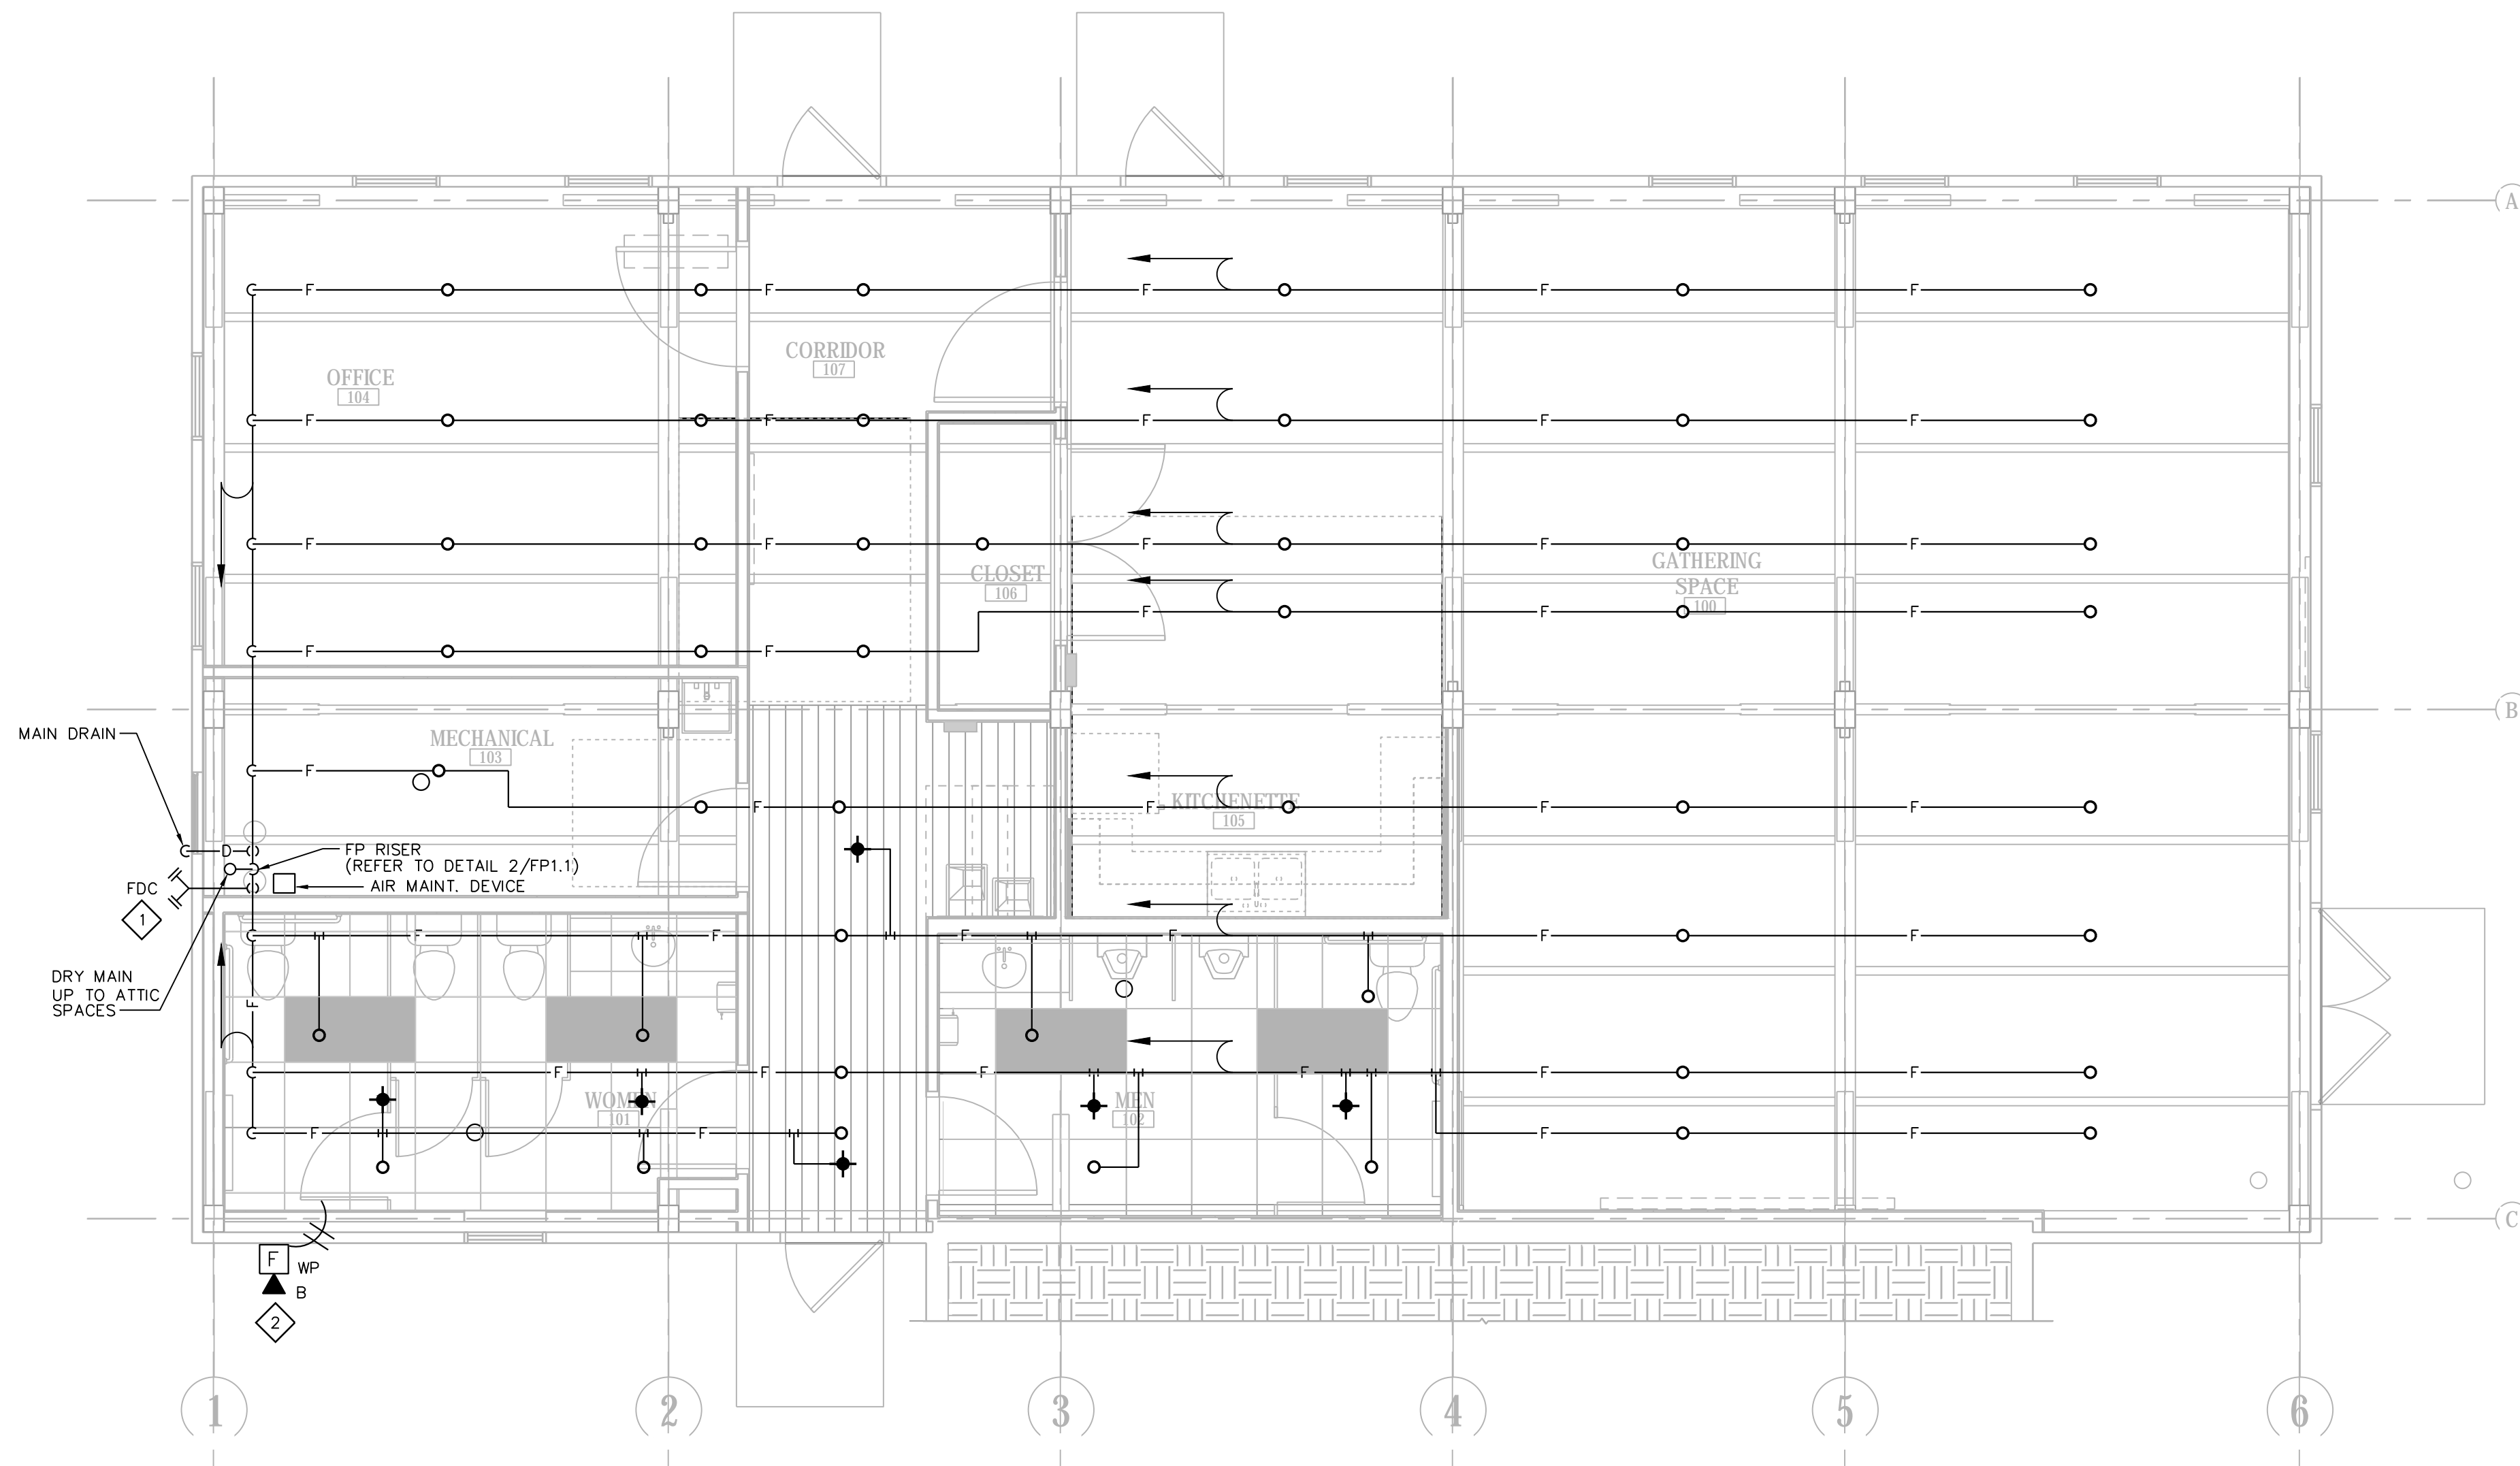 A
F F F F F F
CORRIDOR
107
OFFICE
104
F F F F F F
F F F F F
GATHERING
SPACE
100
CLOSET
106
F F F
F F
B
MAIN DRAIN
MECHANICAL
103
F
F F F F
KITCHENETTE
105
D
FP RISER
(REFER TO DETAIL 2/FP1.1)
AIR MAINT. DEVICE
FDC
1
F F F F F F
DRY MAIN
UP TO ATTIC
SPACES
F
F F F F F F
WOMEN
101
MEN
102
F F F F
C
F
WP
B
2
1 2 3 4 5 6